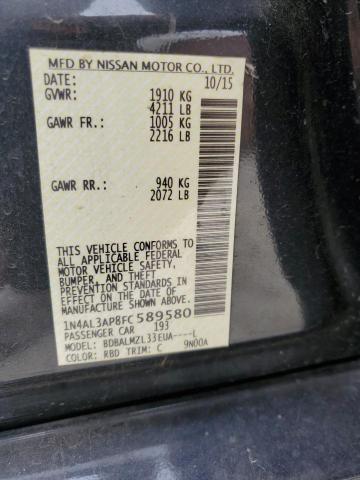 MFD BY NISSAN MOTOR CO., LTD.
DATE: 10/15
GVWR: 1910 KG
4211 LB
GAWR FR: 1005 KG
2216 LB
GAWR RR: 940 KG
2072 LB
THIS VEHICLE CONFORMS TO
ALL APPLICABLE FEDERAL
MOTOR VEHICLE SAFETY,
BUMPER, AND THEFT
PREVENTION STANDARDS IN
EFFECT ON THE DATE OF
MANUFACTURE SHOWN ABOVE.
1N4AL3AP8FC589580
PASSENGER CAR 193
MODEL: BDBALMZL33EUA----L
COLOR: RBD TRIM: C 9N00A